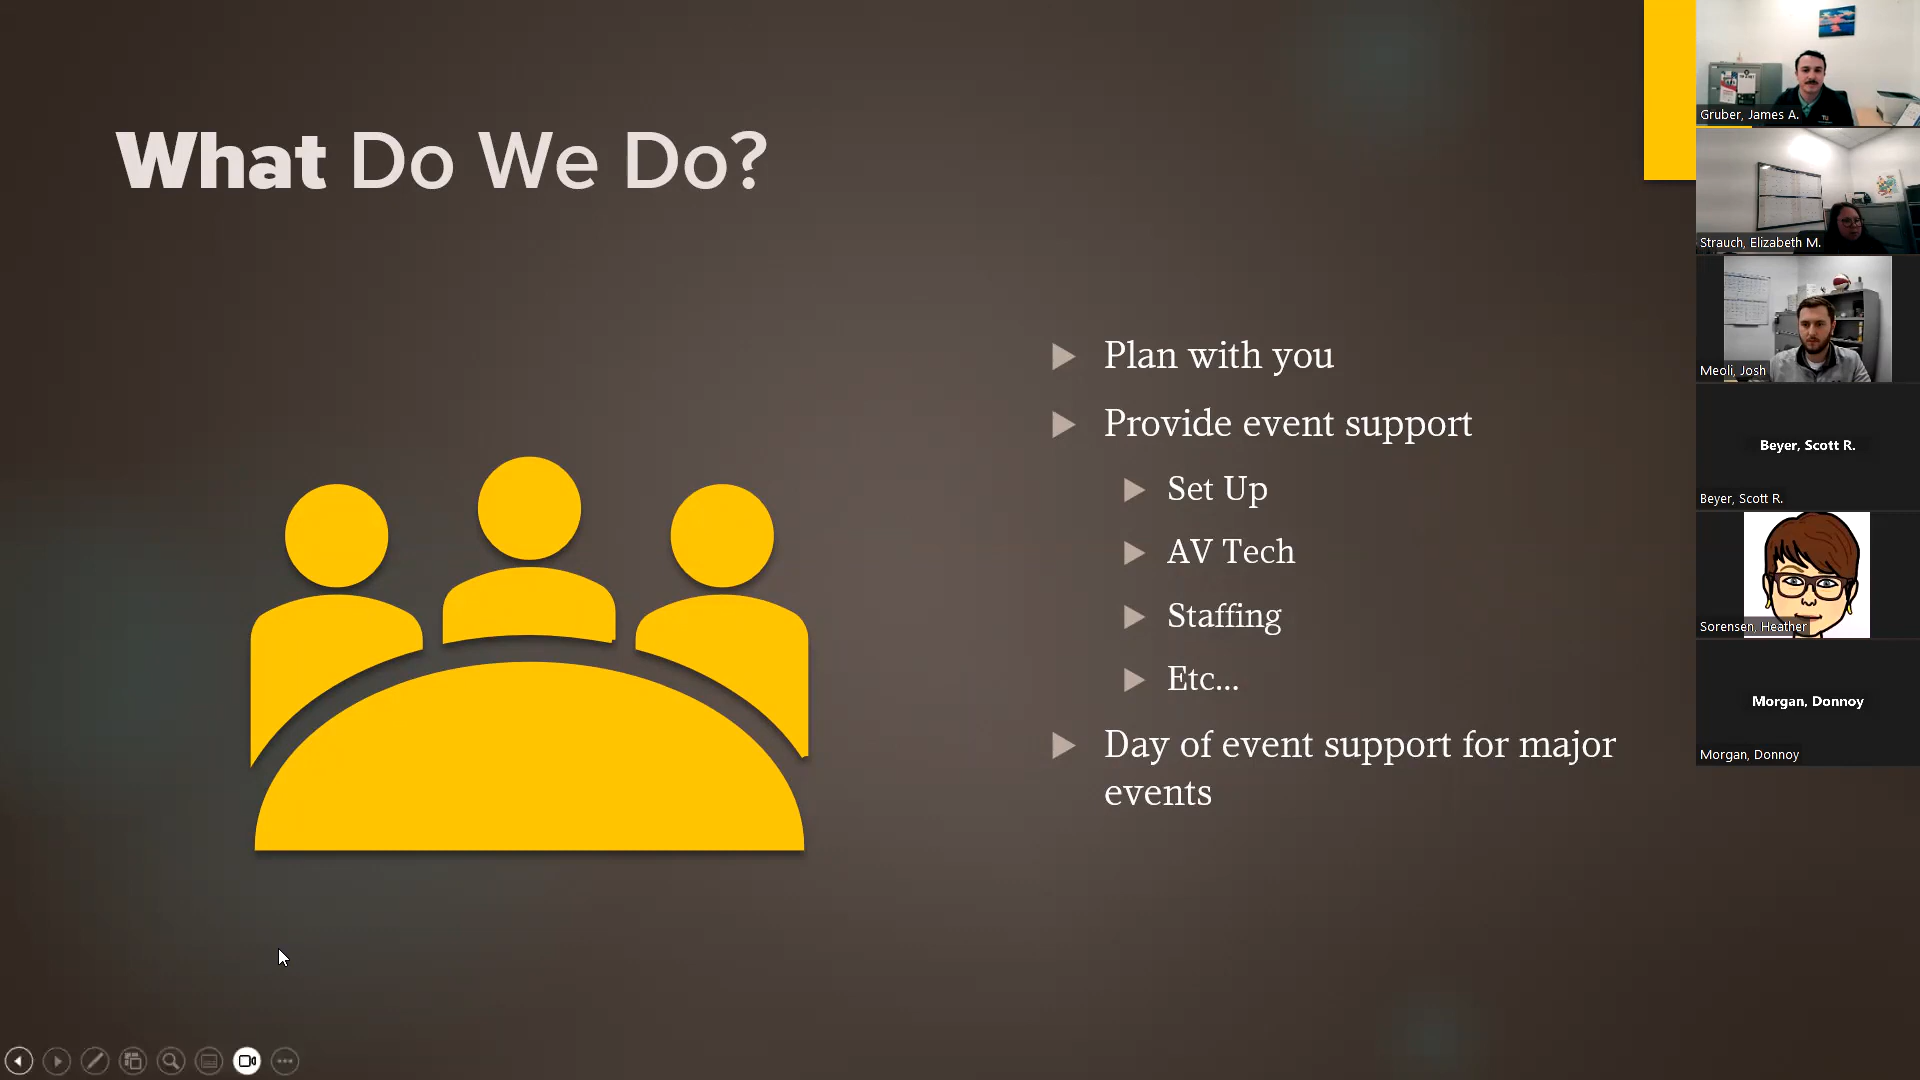 What Do We Do?
Plan with you
Provide event support
Set Up
AV Tech
Staffing
Etc...
Day of event support for major
events
Gruber, James A.
Strauch, Elizabeth M.
Meoli, Josh
Beyer, Scott R.
Beyer, Scott R.
Sorensen, Heather
Morgan, Donnoy
Morgan, Donnoy